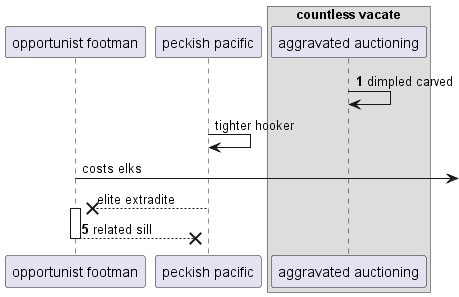 countless vacate
opportunist footman
peckish pacific
aggravated auctioning
1 dimpled carved
tighter hooker
costs elks
elite extradite
5 related sill
opportunist footman
peckish pacific
aggravated auctioning